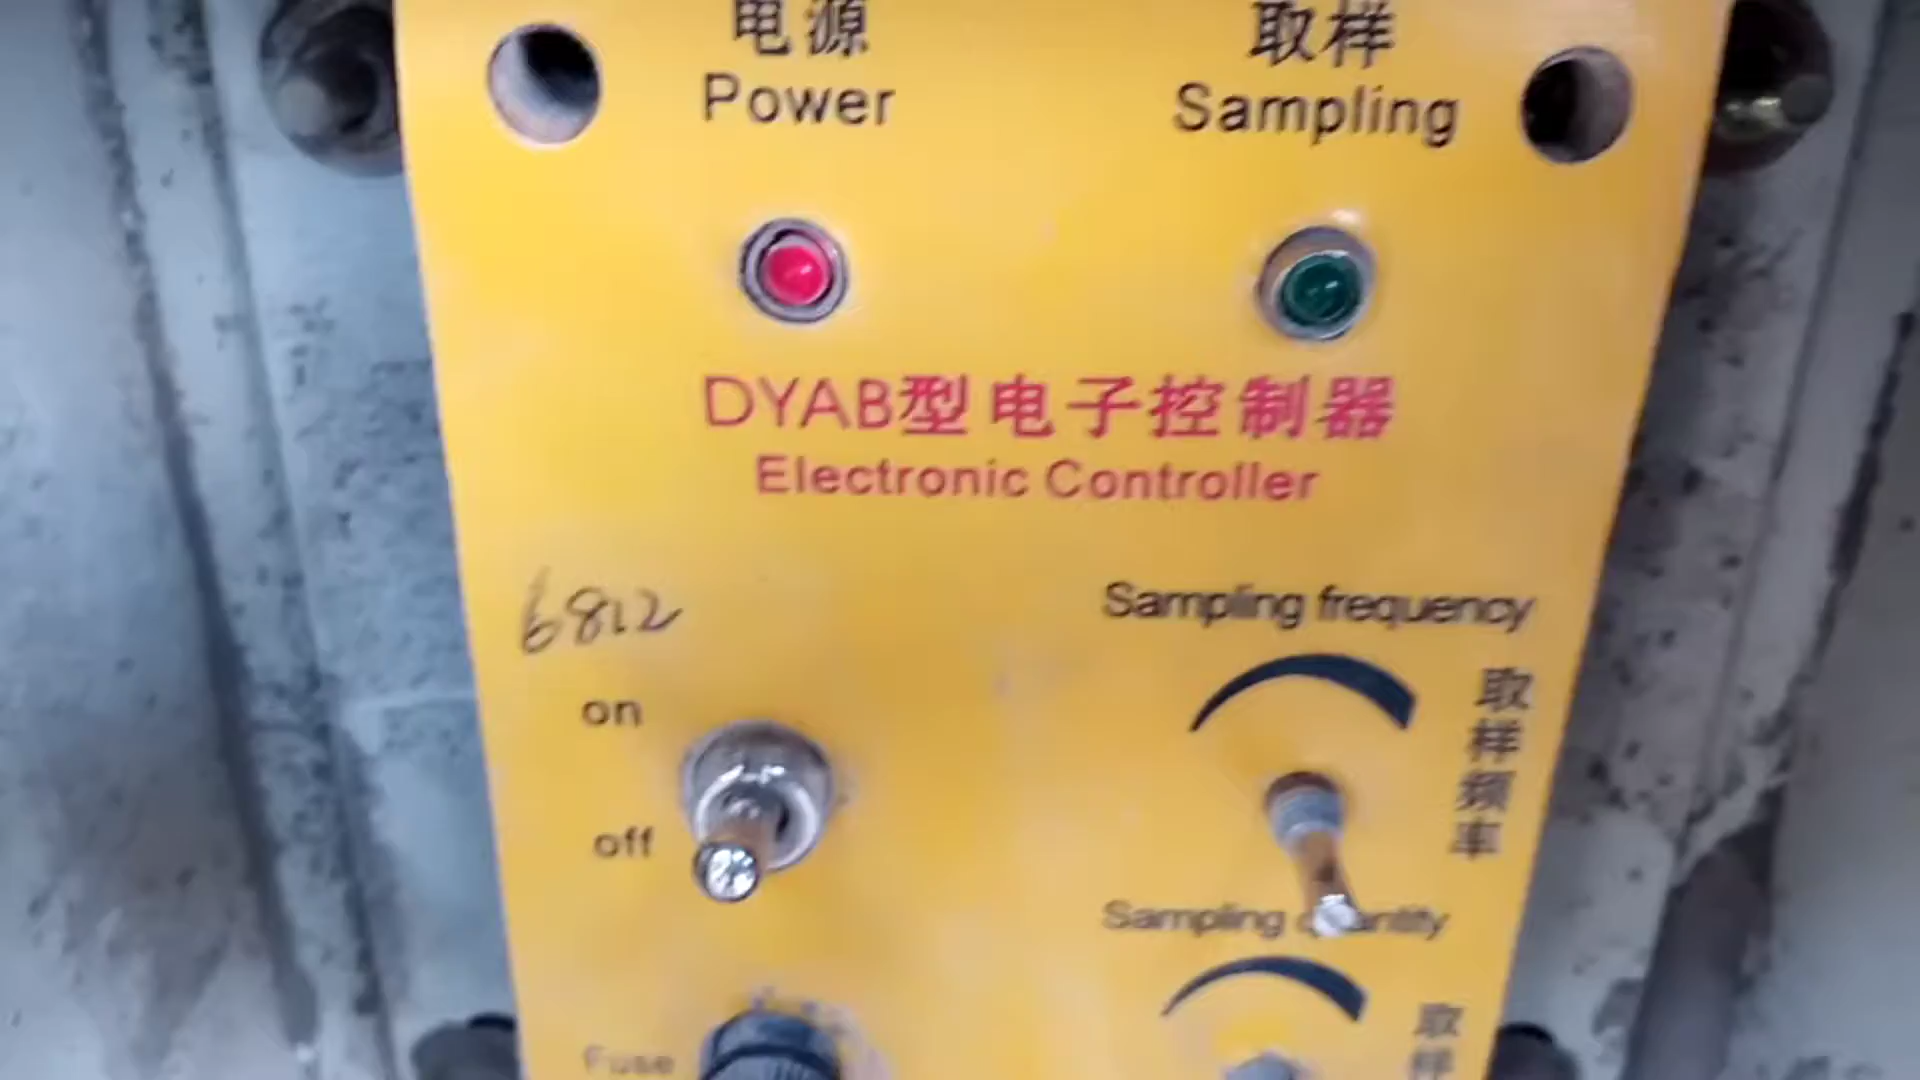 电源
Power
取样
Sampling
DYAB型电子控制器
Electronic Controller
6812
Sampling frequency
取样频率
on
off
Sampling quantity
Fuse
取样